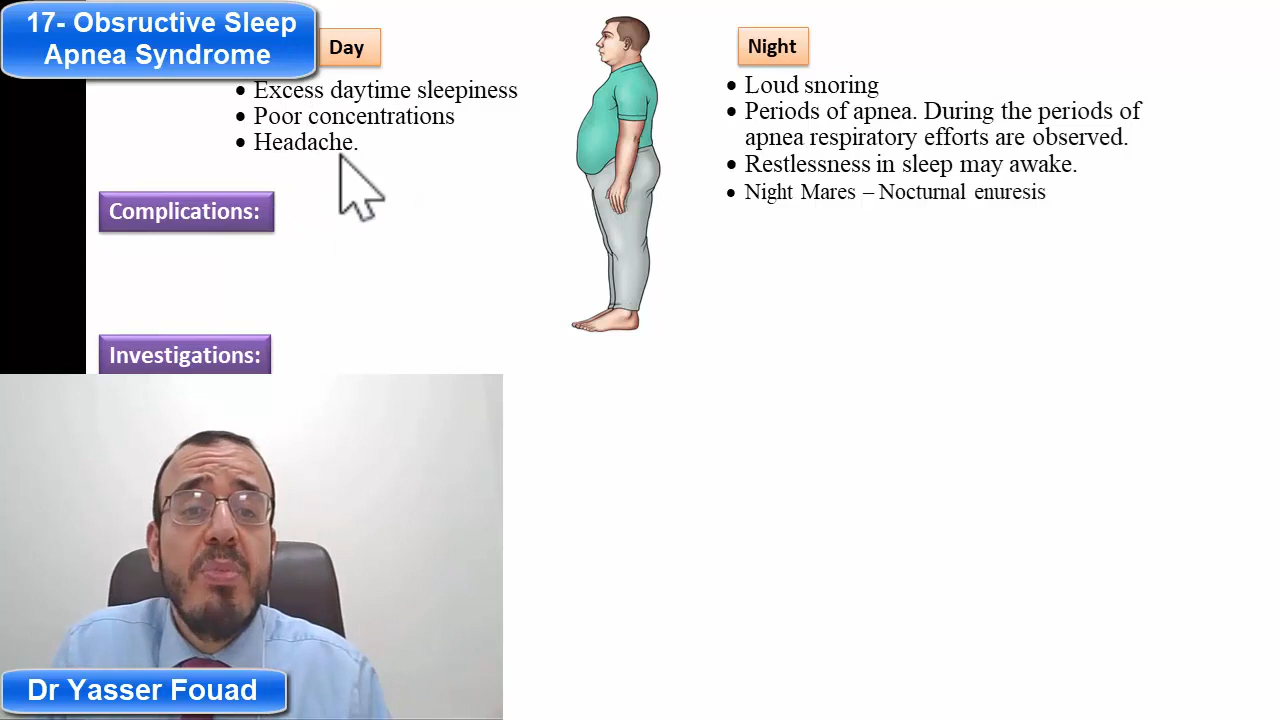 17- Obsructive Sleep
Apnea Syndrome
Day
• Excess daytime sleepiness
• Poor concentrations
• Headache.
Night
• Loud snoring
• Periods of apnea. During the periods of
apnea respiratory efforts are observed.
• Restlessness in sleep may awake.
• Night Mares – Nocturnal enuresis
Complications:
Investigations:
Dr Yasser Fouad